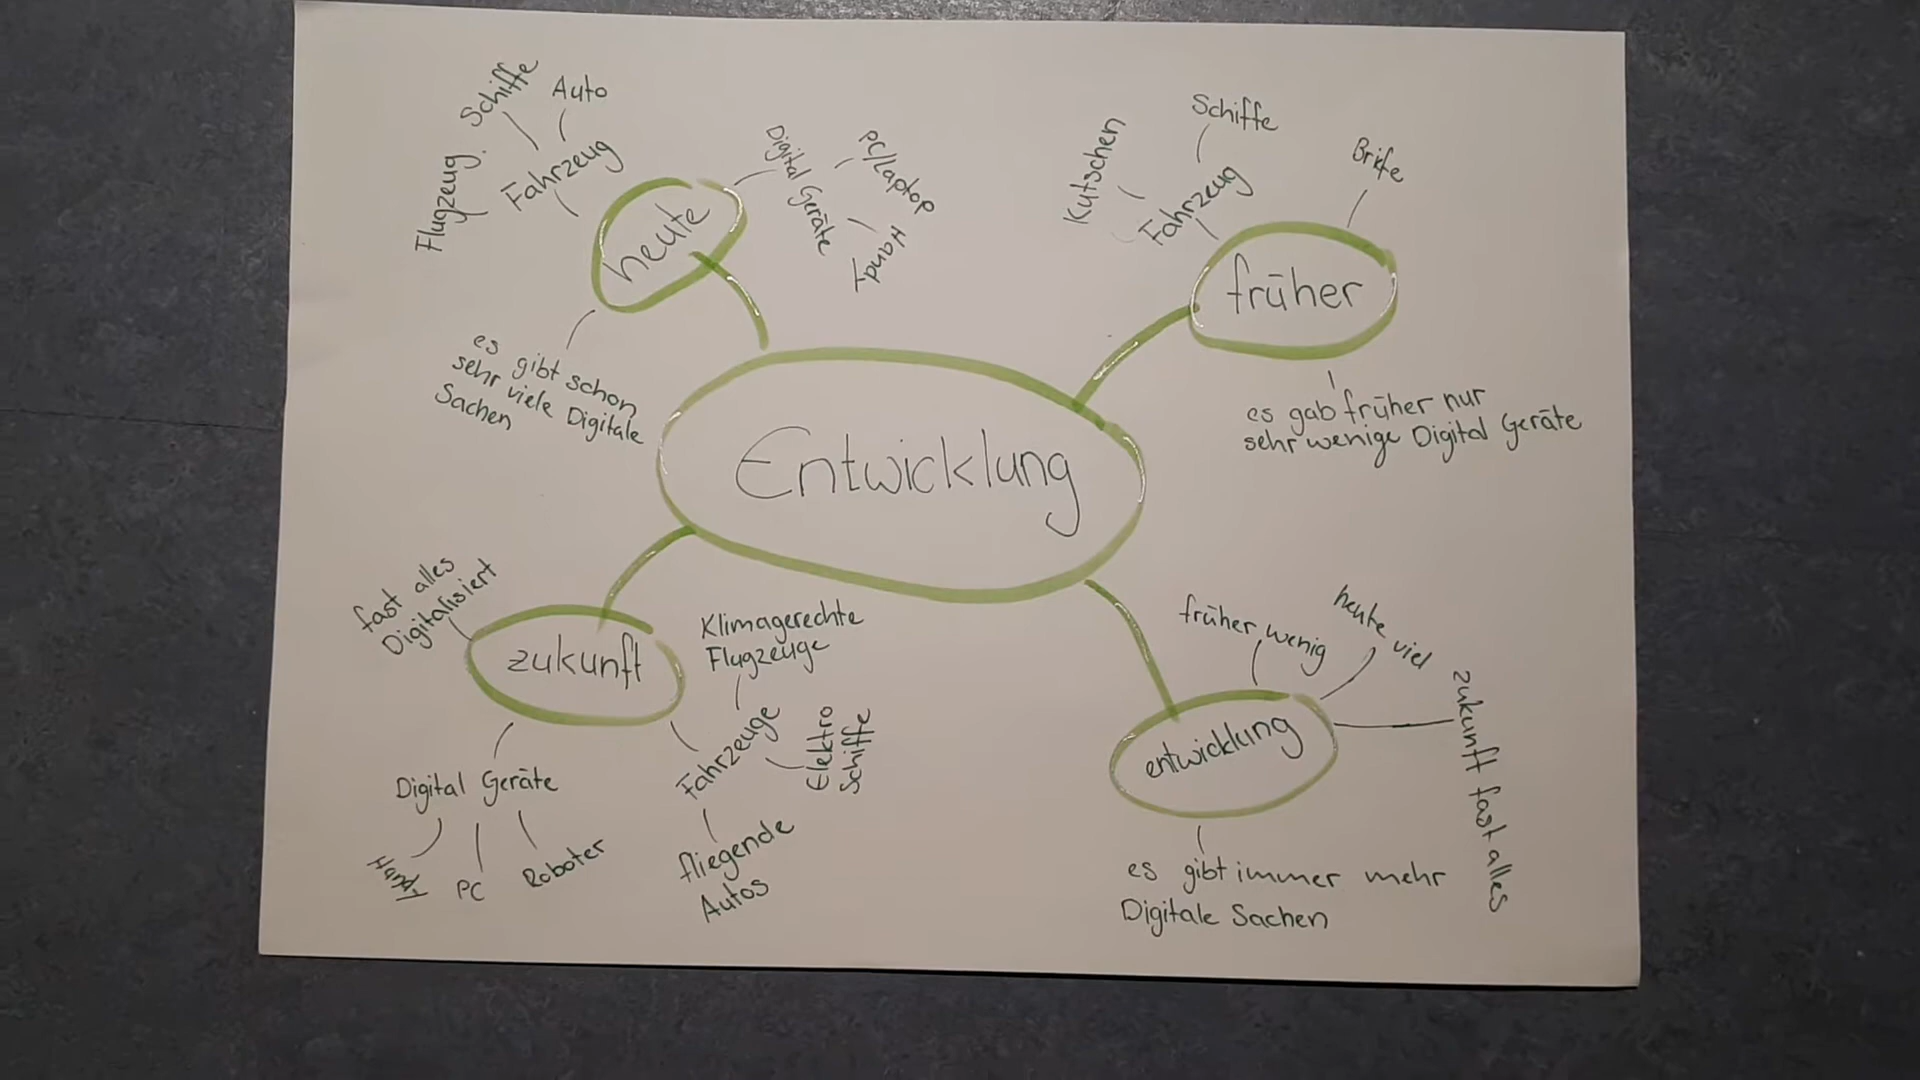 Entwicklung
heute
Fahrzeug
Flugzeug
Schiffe
Auto
Digital Geräte
PC/Laptop
Handy
es gibt schon
sehr viele Digitale
Sachen
früher
Fahrzeug
Kutschen
Schiffe
Brife
es gab früher nur
sehr wenige Digital Geräte
zukunft
fast alles
Digitalisiert
Digital Geräte
Handy
PC
Roboter
Fahrzeuge
Klimagerechte
Flugzeuge
Elektro
Schiffe
fliegende
Autos
entwicklung
früher wenig
heute viel
zukunft fast alles
es gibt immer mehr
Digitale Sachen